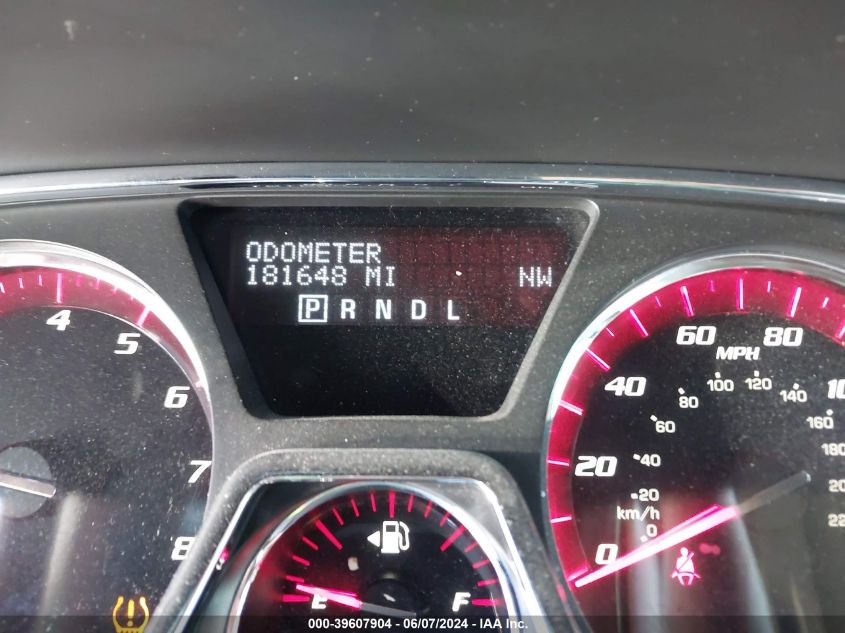 ODOMETER
181648 MI NW
P R N D L
4 5 6 7 8
E F
0 20 40 60 80
MPH
km/h
0 20 40 60 80 100 120 140 160 180
000-39607904 - 06/07/2024 - IAA Inc.